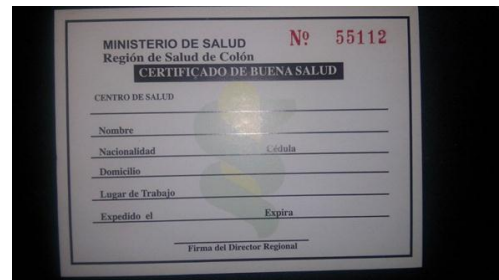 MINISTERIO DE SALUD Nº 55112
Región de Salud de Colón
CERTIFICADO DE BUENA SALUD
CENTRO DE SALUD
Nombre
Nacionalidad Cédula
Domicilio
Lugar de Trabajo
Expedido el Expira
Firma del Director Regional